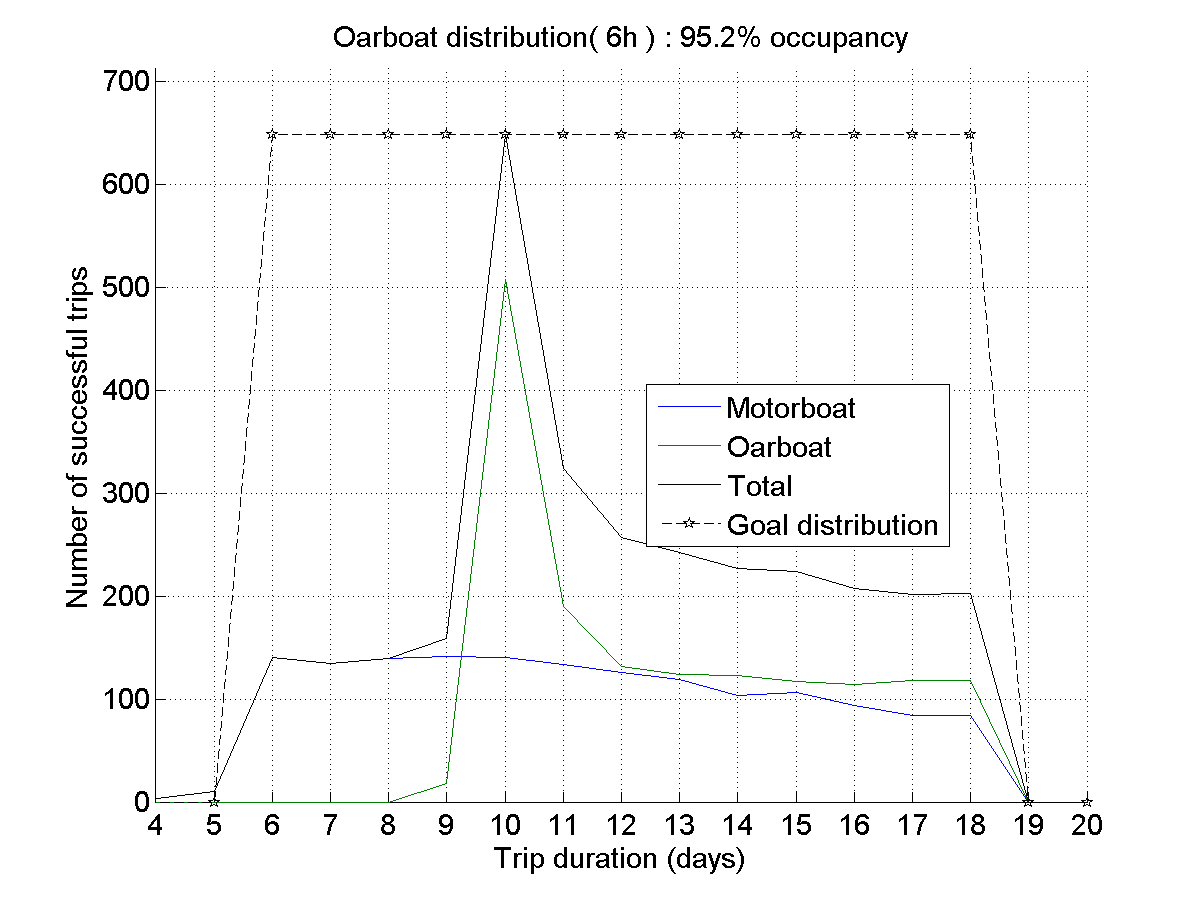 Oarboat distribution( 6h ) : 95.2% occupancy
Number of successful trips
700
600
500
400
300
200
100
0
Motorboat
Oarboat
Total
Goal distribution
4 5 6 7 8 9 10 11 12 13 14 15 16 17 18 19 20
Trip duration (days)